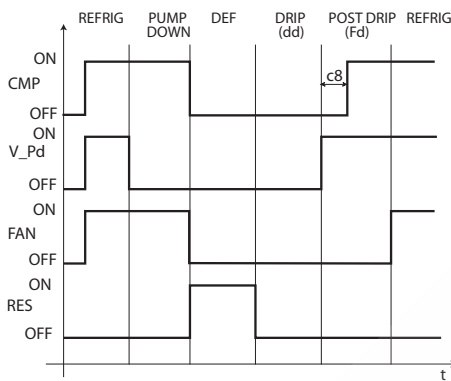 REFRIG PUMP DOWN DEF DRIP (dd) POST DRIP (Fd) REFRIG
ON
CMP
OFF
c8
ON
V_Pd
OFF
ON
FAN
OFF
ON
RES
OFF
t